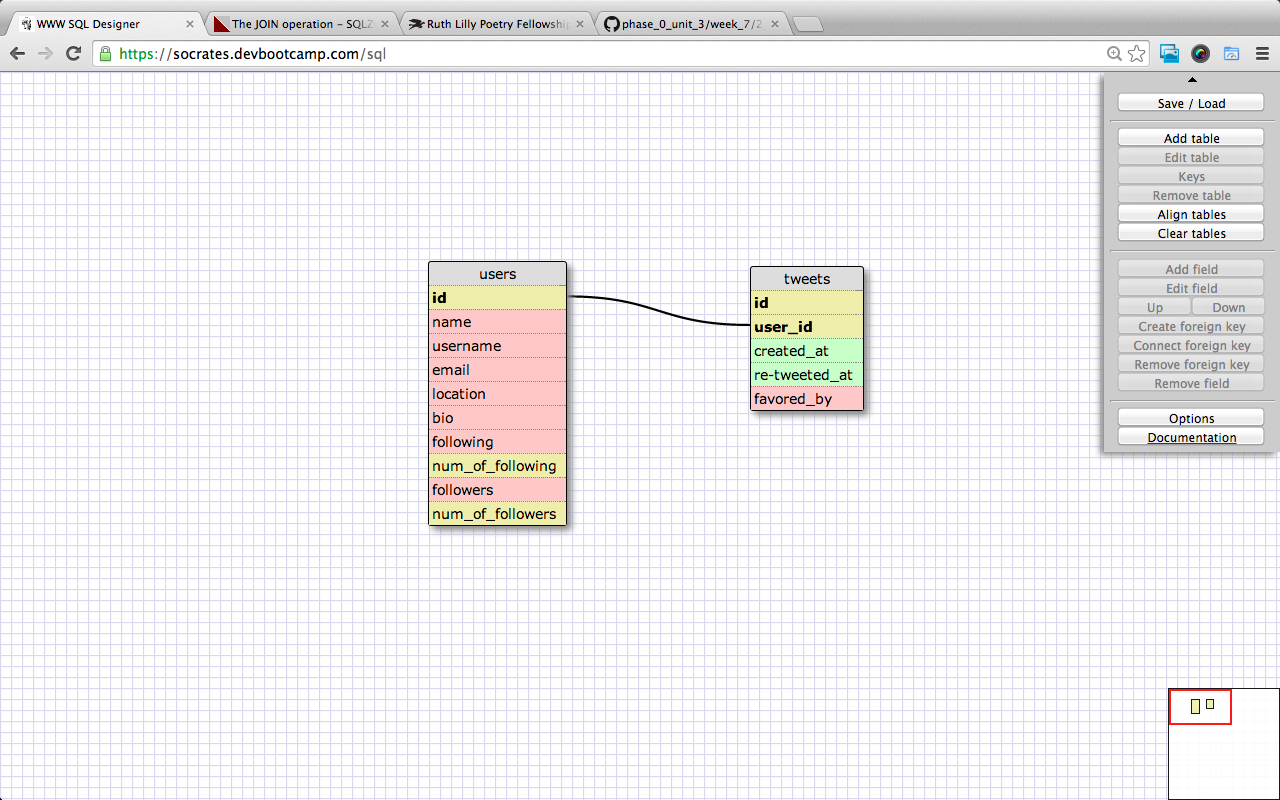 WWW SQL Designer
The JOIN operation – SQLZ
Ruth Lilly Poetry Fellowship
phase_0_unit_3/week_7/2
https://socrates.devbootcamp.com/sql
Save / Load
Add table
Edit table
Keys
Remove table
Align tables
Clear tables
Add field
Edit field
Up Down
Create foreign key
Connect foreign key
Remove foreign key
Remove field
Options
Documentation
users
id
name
username
email
location
bio
following
num_of_following
followers
num_of_followers
tweets
id
user_id
created_at
re-tweeted_at
favored_by